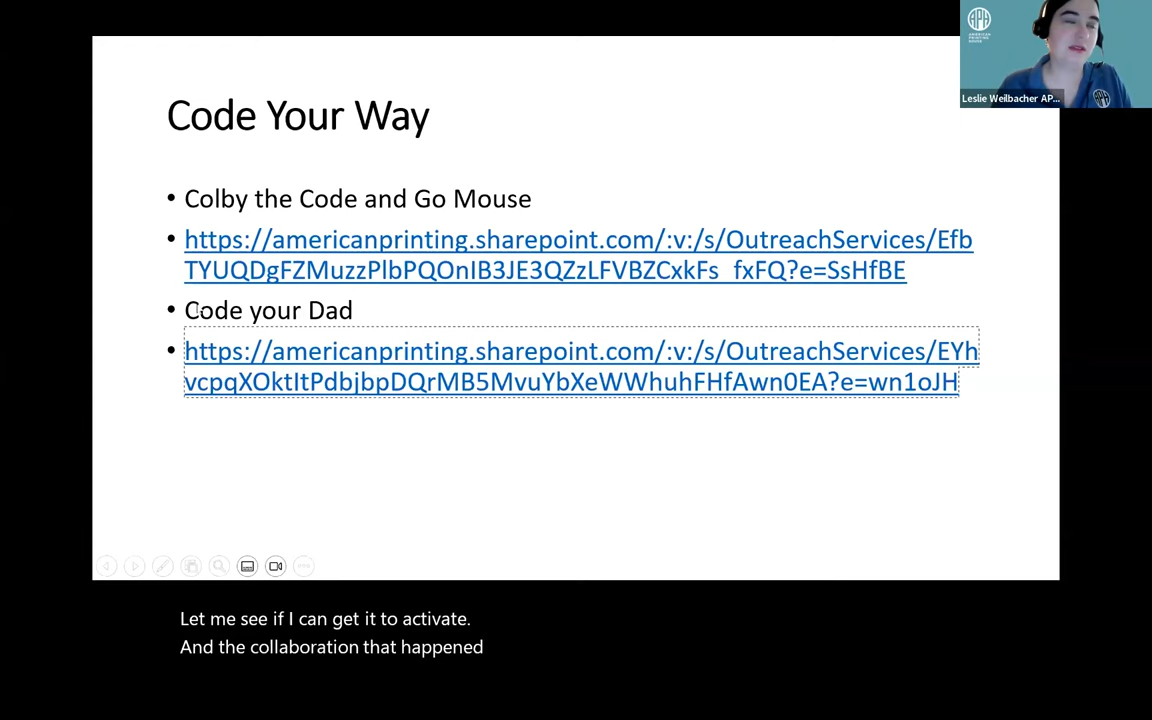 Code Your Way
• Colby the Code and Go Mouse
• https://americanprinting.sharepoint.com/:v:/s/OutreachServices/Efb
TYUQDgFZMuzzPlbPQOnIB3JE3QZzLFVBZCxkFs_fxFQ?e=SsHfBE
• Code your Dad
• https://americanprinting.sharepoint.com/:v:/s/OutreachServices/EYh
vcpqXOktItPdbjbpDQrMB5MvuYbXeWWhuhFHfAwn0EA?e=wn1oJH
APH
Leslie Weilbacher AP...
Let me see if I can get it to activate.
And the collaboration that happened